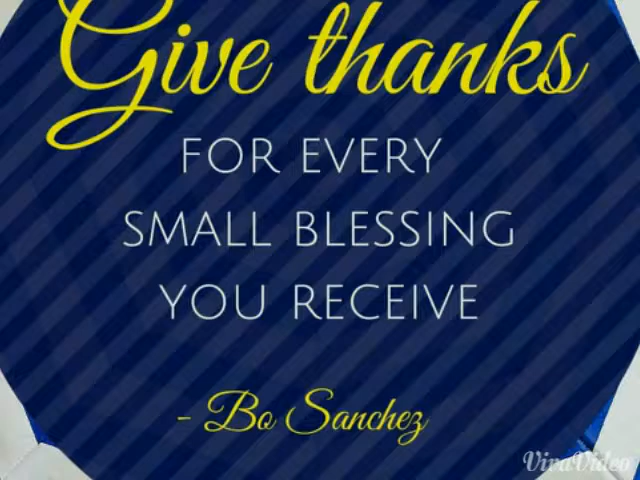 Give thanks
FOR EVERY
SMALL BLESSING
YOU RECEIVE
- Bo Sanchez
VivaVideo